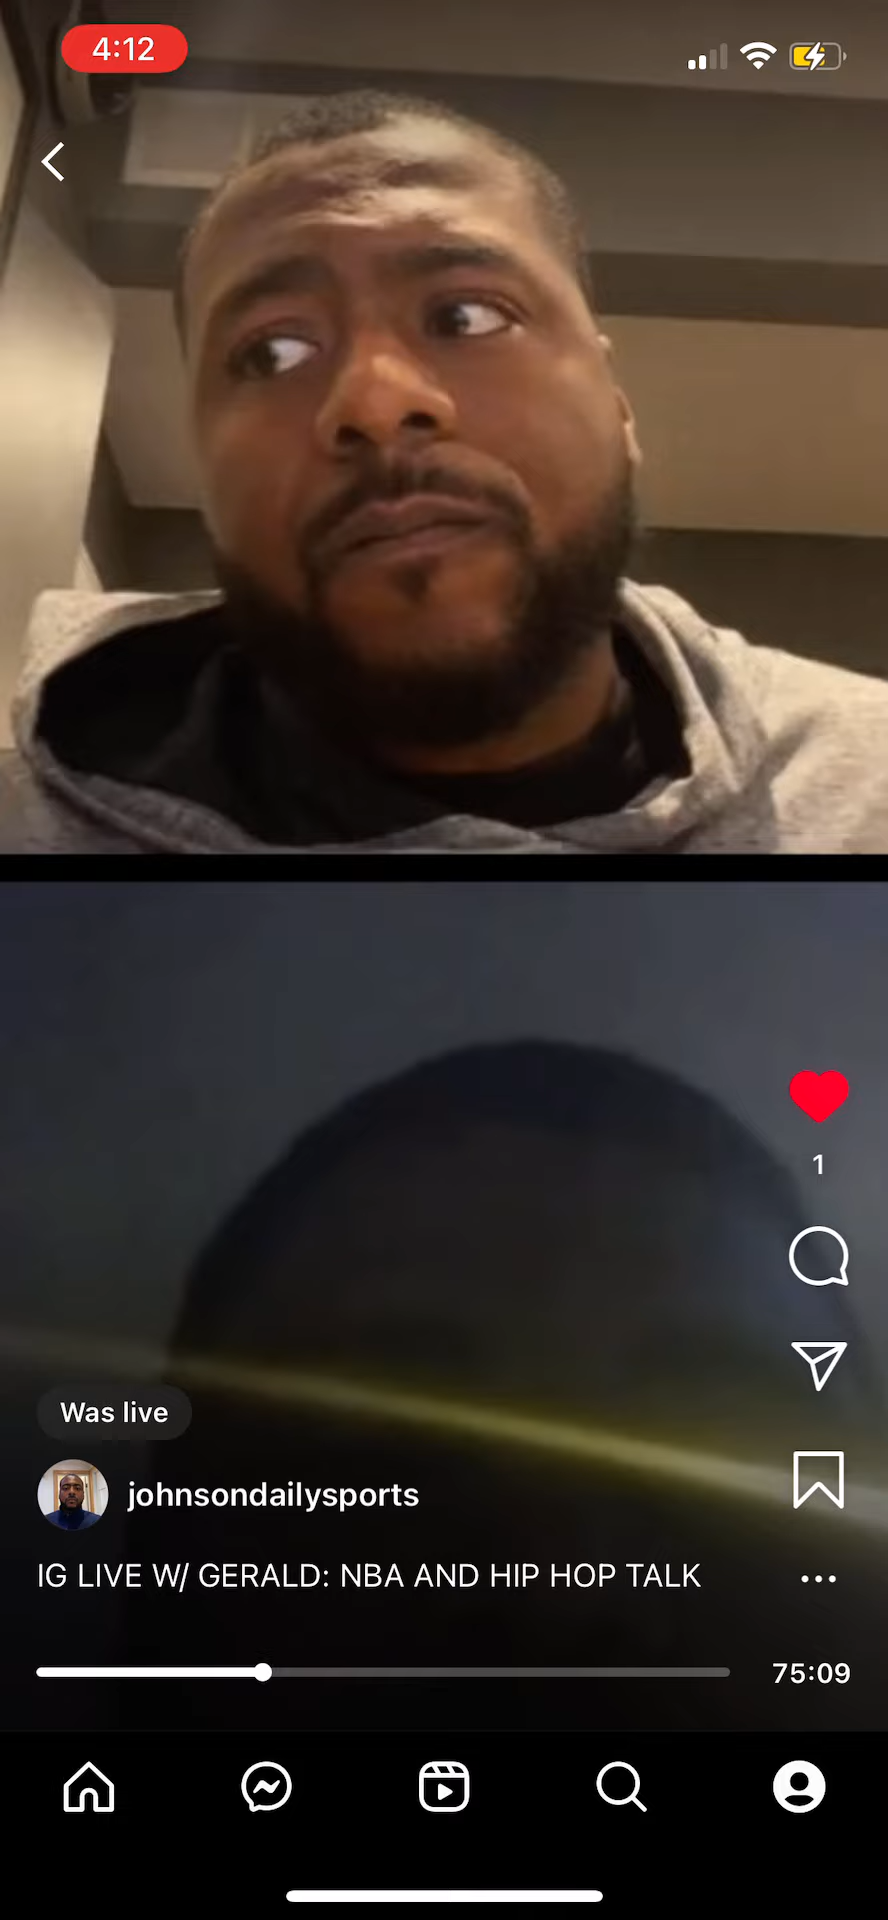 4:12
1
Was live
johnsondailysports
IG LIVE W/ GERALD: NBA AND HIP HOP TALK
75:09